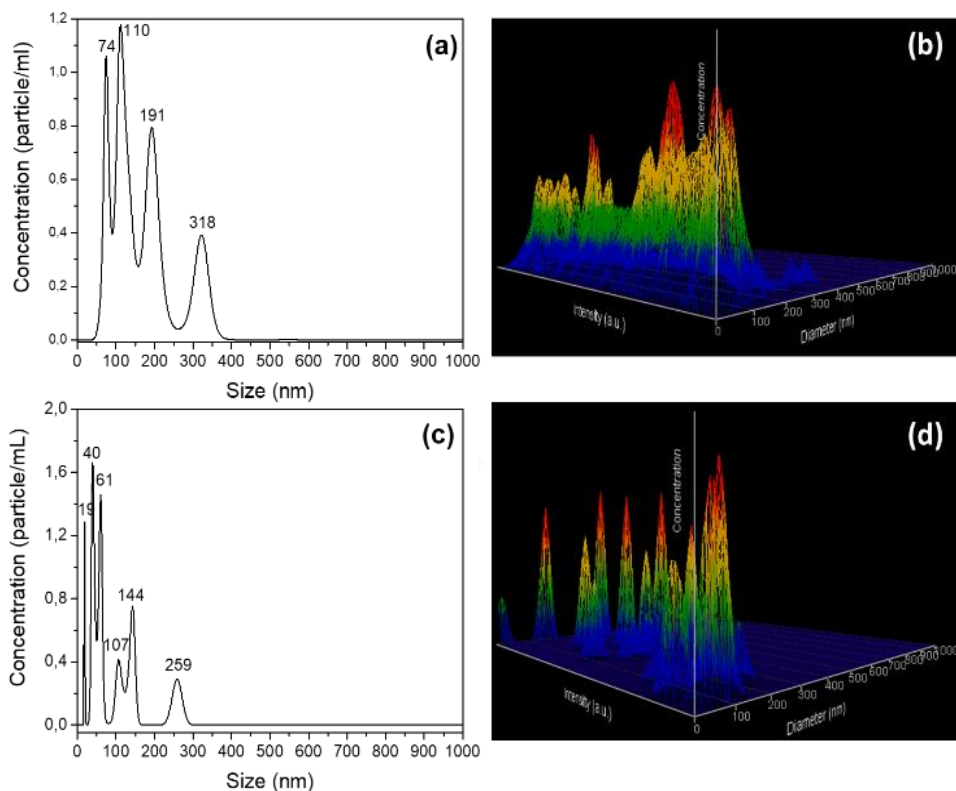 (a)
1,2
1,0
0,8
0,6
0,4
0,2
0,0
74
110
191
318
0 100 200 300 400 500 600 700 800 900 1000
Size (nm)
Concentration (particle/ml)
(b)
Concentration
Intensity (a.u.)
0 100 200 300 400 500 600 700 800 900 1000
Diameter (nm)
(c)
2,0
1,6
1,2
0,8
0,4
0,0
19
40
61
107
144
259
0 100 200 300 400 500 600 700 800 900 1000
Size (nm)
Concentration (particle/mL)
(d)
Concentration
Intensity (a.u.)
0 100 200 300 400 500 600 700 800 900 1000
Diameter (nm)